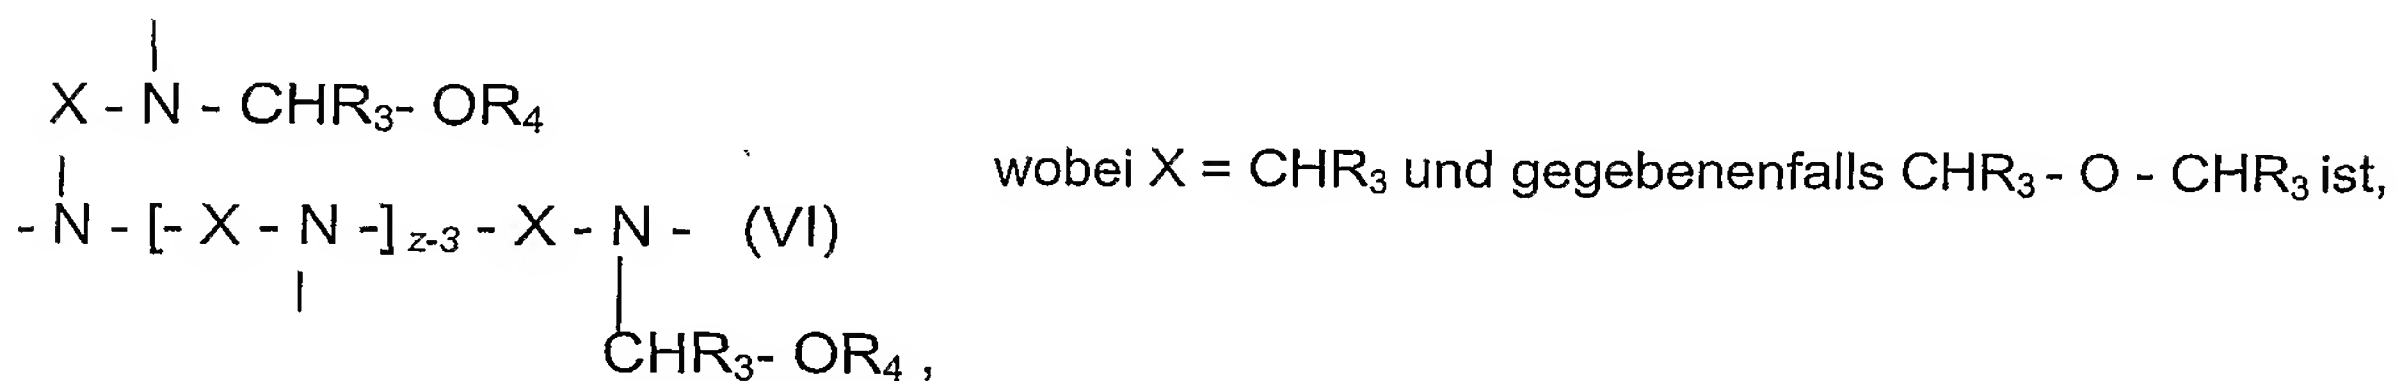 X - N - CHR₃- OR₄
wobei X = CHR₃ und gegebenenfalls CHR₃ - O - CHR₃ ist,
- N - [- X - N -] z-3 - X - N - (VI)
CHR₃- OR₄ ,